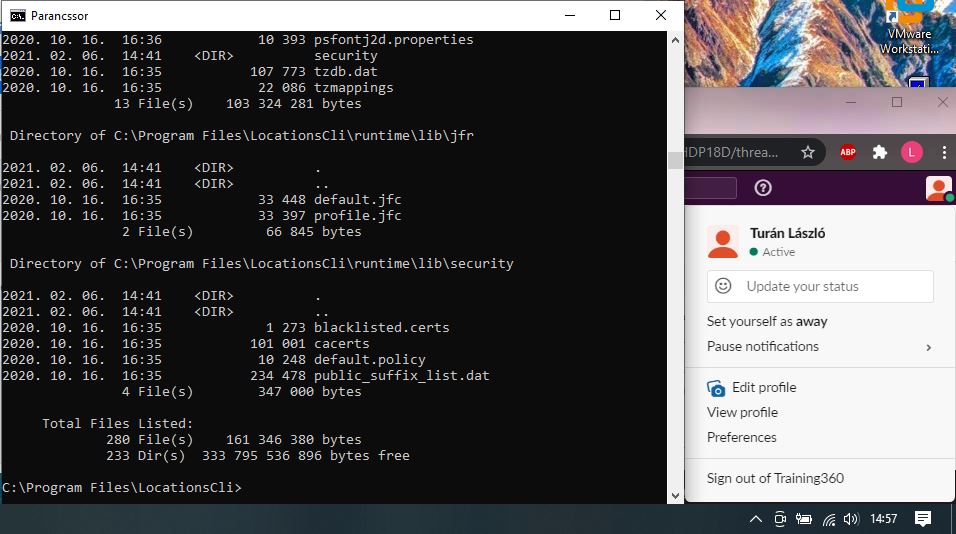 Parancssor
2020. 10. 16.  16:36            10 393 psfontj2d.properties
2021. 02. 06.  14:41    <DIR>          security
2020. 10. 16.  16:35           107 773 tzdb.dat
2020. 10. 16.  16:35            22 086 tzmappings
13 File(s)    103 324 281 bytes
Directory of C:\Program Files\LocationsCli\runtime\lib\jfr
2021. 02. 06.  14:41    <DIR>          .
2021. 02. 06.  14:41    <DIR>          ..
2020. 10. 16.  16:35            33 448 default.jfc
2020. 10. 16.  16:35            33 397 profile.jfc
2 File(s)         66 845 bytes
Directory of C:\Program Files\LocationsCli\runtime\lib\security
2021. 02. 06.  14:41    <DIR>          .
2021. 02. 06.  14:41    <DIR>          ..
2020. 10. 16.  16:35             1 273 blacklisted.certs
2020. 10. 16.  16:35           101 001 cacerts
2020. 10. 16.  16:35            10 248 default.policy
2020. 10. 16.  16:35           234 478 public_suffix_list.dat
4 File(s)        347 000 bytes
Total Files Listed:
280 File(s)    161 346 380 bytes
233 Dir(s)  333 795 536 896 bytes free
C:\Program Files\LocationsCli>
VMware
Workstati...
IDP18D/threa...
ABP
L
Turán László
Active
Update your status
Set yourself as away
Pause notifications
Edit profile
View profile
Preferences
Sign out of Training360
14:57